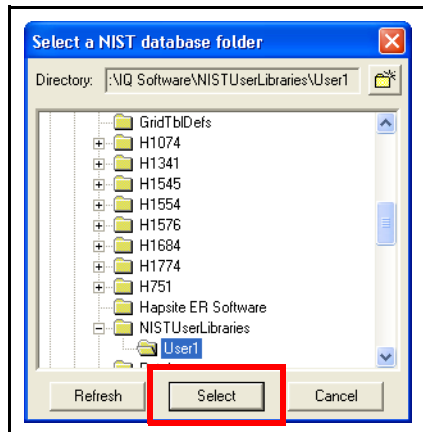 Select a NIST database folder
Directory: :\IQ Software\NISTUserLibraries\User1
GridTblDefs
H1074
H1341
H1545
H1554
H1576
H1684
H1774
H751
Hapsite ER Software
NISTUserLibraries
User1
Refresh Select Cancel